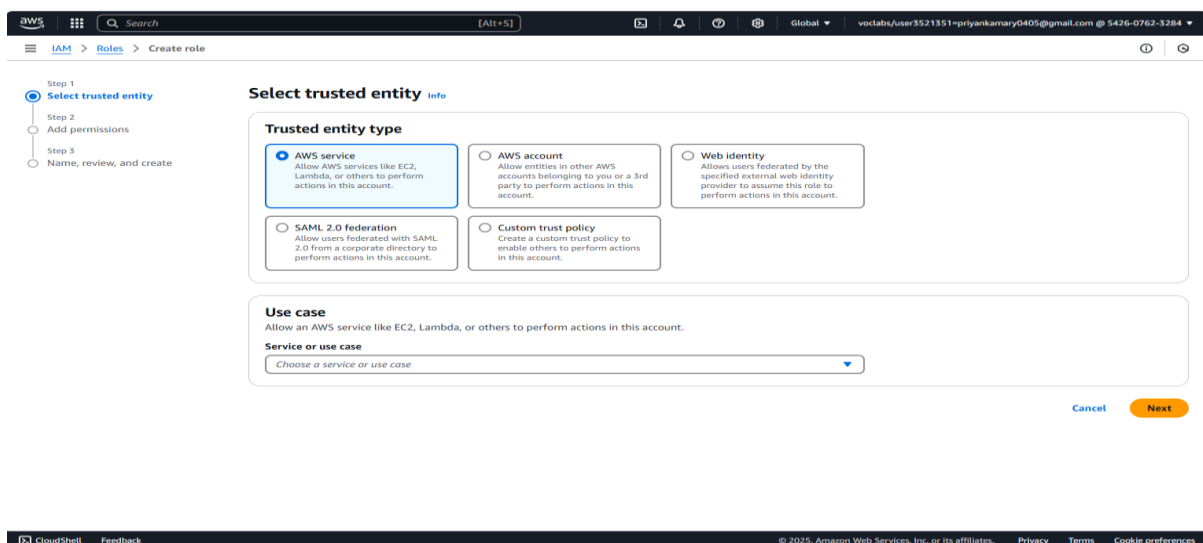 aws
Search [Alt+S]
Global
voclabs/user3521351=priyankamary0405@gmail.com @ 5426-0762-3284
IAM > Roles > Create role
Step 1
Select trusted entity
Step 2
Add permissions
Step 3
Name, review, and create
Select trusted entity Info
Trusted entity type
AWS service
Allow AWS services like EC2,
Lambda, or others to perform
actions in this account.
AWS account
Allow entities in other AWS
accounts belonging to you or a 3rd
party to perform actions in this
account.
Web identity
Allows users federated by the
specified external web identity
provider to assume this role to
perform actions in this account.
SAML 2.0 federation
Allow users federated with SAML
2.0 from a corporate directory to
perform actions in this account.
Custom trust policy
Create a custom trust policy to
enable others to perform actions
in this account.
Use case
Allow an AWS service like EC2, Lambda, or others to perform actions in this account.
Service or use case
Choose a service or use case
Cancel
Next
CloudShell Feedback
© 2025, Amazon Web Services, Inc. or its affiliates. Privacy Terms Cookie preferences